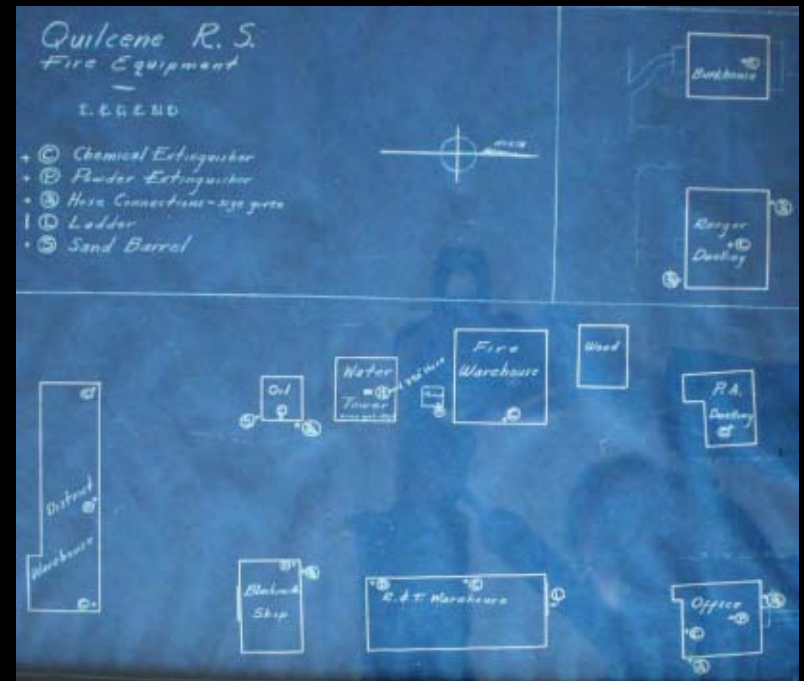 Quilcene R. S.
Fire Equipment
LEGEND
+ Ⓒ Chemical Extinguisher
+ Ⓟ Powder Extinguisher
+ Ⓗ Hose Connections - size given
| Ⓛ Ladder
• Ⓢ Sand Barrel
Bunkhouse
Ⓒ
Ranger
Ⓒ
Dwelling
Fire
Warehouse
Ⓒ
Wood
Water
Tower
Oil
Ⓢ
P.A.
Dwelling
District
Warehouse
Ⓒ
Shop
R. & T. Warehouse
Ⓒ
Ⓛ
Office
Ⓟ
Ⓒ